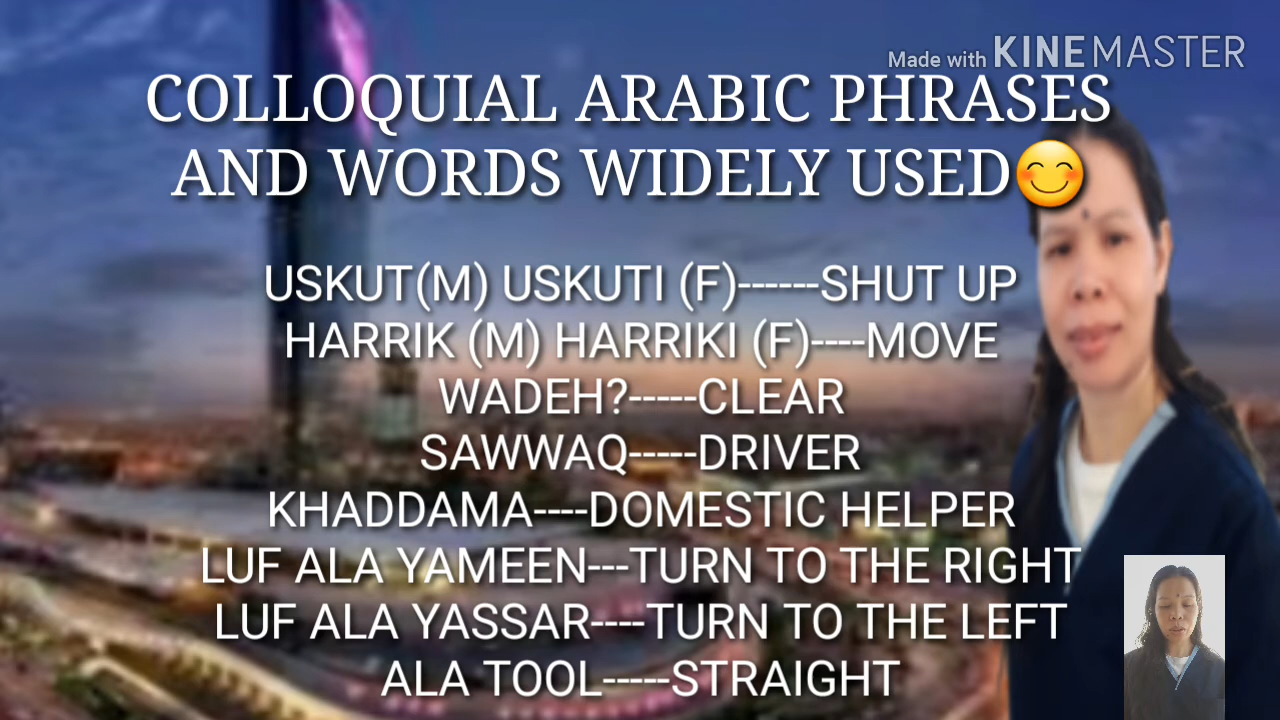 Made with KINEMASTER
COLLOQUIAL ARABIC PHRASES
AND WORDS WIDELY USED😊
USKUT(M) USKUTI (F)------SHUT UP
HARRIK (M) HARRIKI (F)----MOVE
WADEH?-----CLEAR
SAWWAQ-----DRIVER
KHADDAMA----DOMESTIC HELPER
LUF ALA YAMEEN---TURN TO THE RIGHT
LUF ALA YASSAR----TURN TO THE LEFT
ALA TOOL-----STRAIGHT